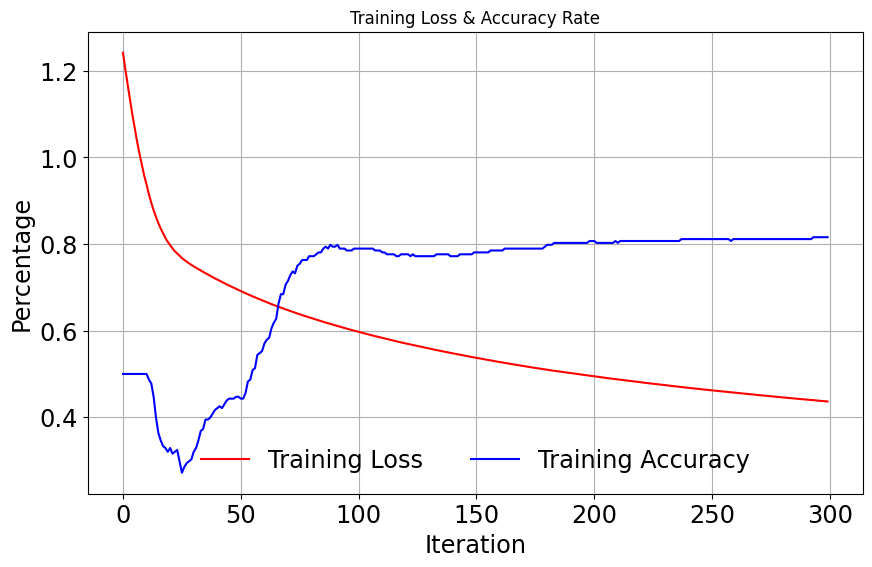 Training Loss & Accuracy Rate
Percentage
1.2
1.0
0.8
0.6
0.4
Training Loss
Training Accuracy
0 50 100 150 200 250 300
Iteration